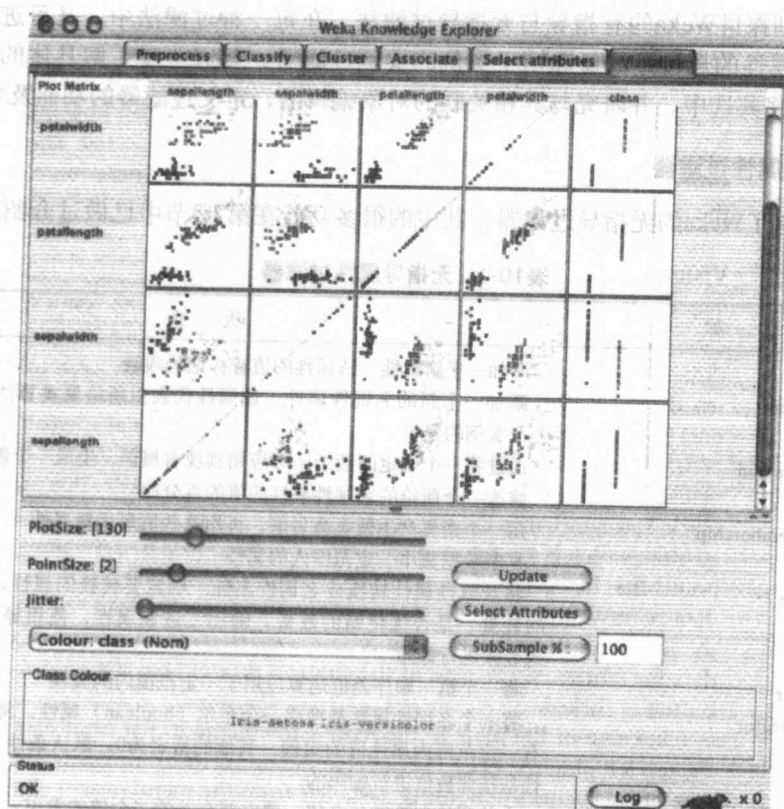 Weka Knowledge Explorer
Preprocess Classify Cluster Associate Select attributes Visualize
Plot Matrix sepallength sepalwidth petallength petalwidth class
petalwidth
petallength
sepalwidth
sepallength
PlotSize: [130]
PointSize: [2]
Jitter:
Update
Select Attributes
Colour: class (Nom)
SubSample % : 100
Class Colour
Iris-setosa Iris-versicolor
Status
OK
Log
x 0